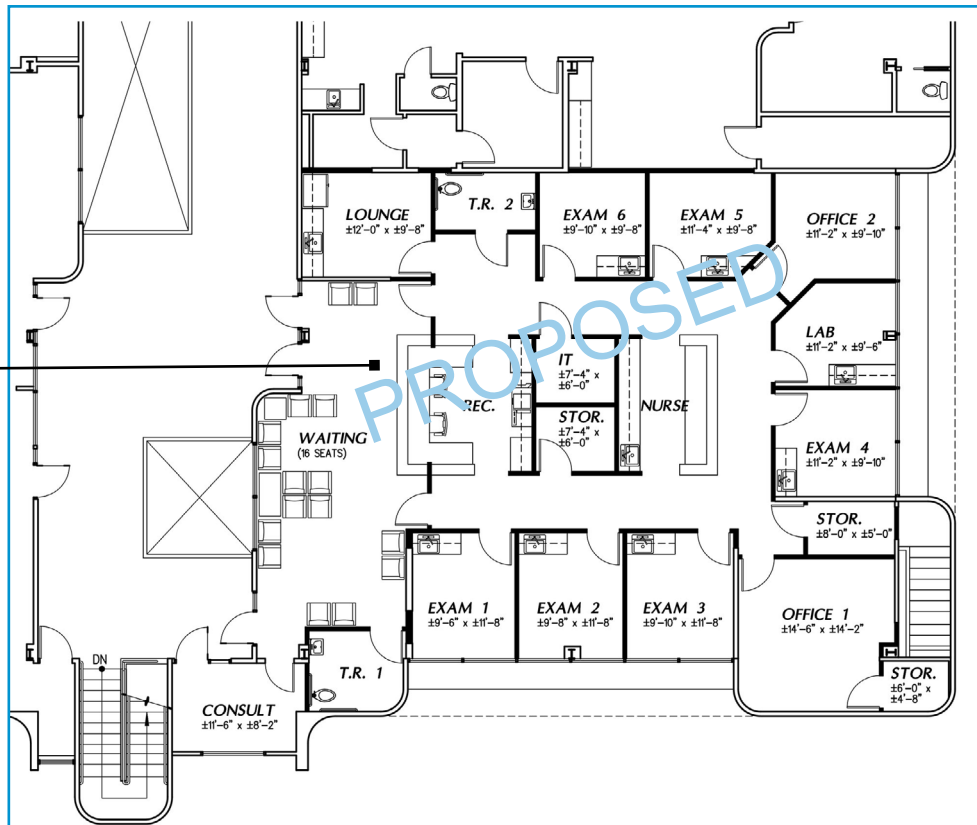 LOUNGE
±12'-0" x ±9'-8"
T.R. 2
EXAM 6
±9'-10" x ±9'-8"
EXAM 5
±11'-4" x ±9'-8"
OFFICE 2
±11'-2" x ±9'-10"
LAB
±11'-2" x ±9'-6"
PROPOSED
IT
±7'-4" x
±6'-0"
REC.
STOR.
±7'-4" x
±6'-0"
NURSE
WAITING
(16 SEATS)
EXAM 4
±11'-2" x ±9'-10"
STOR.
±8'-0" x ±5'-0"
EXAM 1
±9'-6" x ±11'-8"
EXAM 2
±9'-8" x ±11'-8"
EXAM 3
±9'-10" x ±11'-8"
OFFICE 1
±14'-6" x ±14'-2"
DN
T.R. 1
STOR.
±6'-0" x
±4'-8"
CONSULT
±11'-6" x ±8'-2"